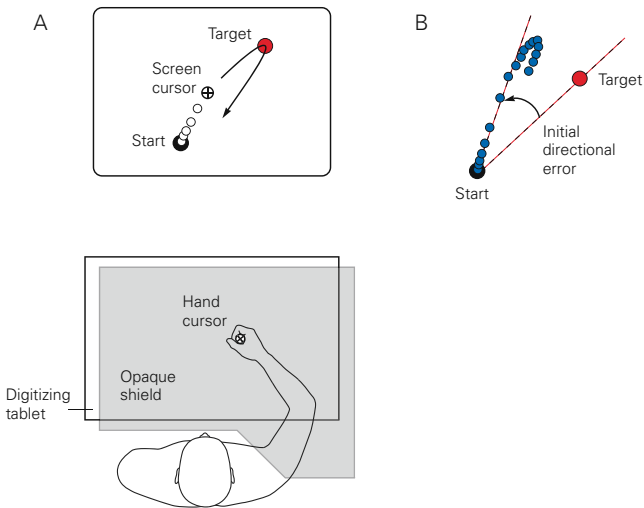 A
Target
Screen
cursor
Start
B
Target
Initial
directional
error
Start
Hand
cursor
Opaque
shield
Digitizing
tablet